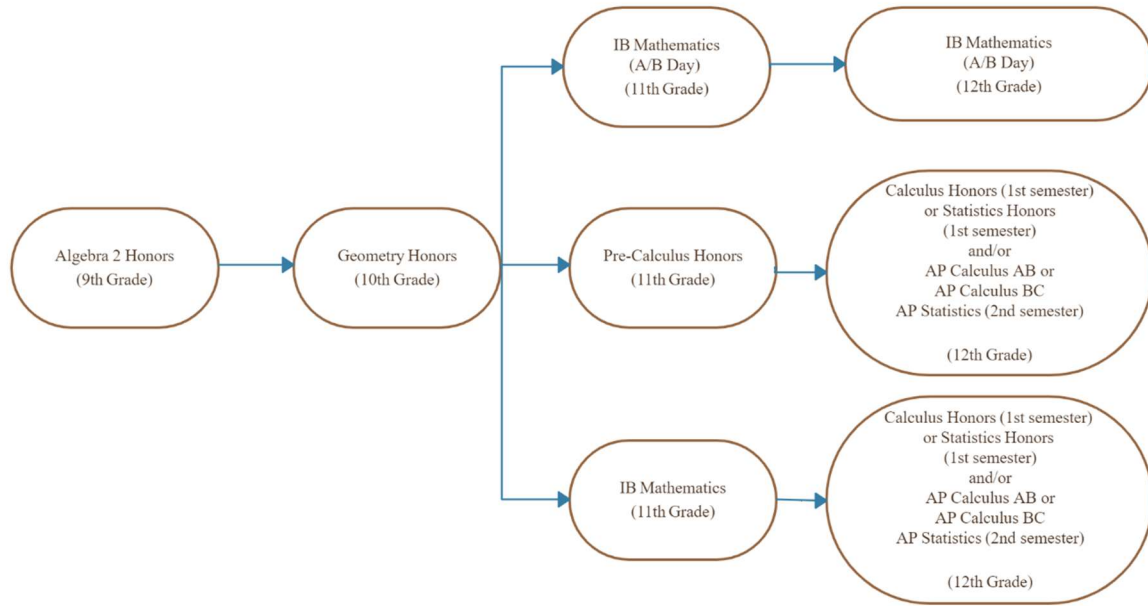 Algebra 2 Honors
(9th Grade)
Geometry Honors
(10th Grade)
IB Mathematics
(A/B Day)
(11th Grade)
IB Mathematics
(A/B Day)
(12th Grade)
Pre-Calculus Honors
(11th Grade)
Calculus Honors (1st semester)
or Statistics Honors
(1st semester)
and/or
AP Calculus AB or
AP Calculus BC
AP Statistics (2nd semester)
(12th Grade)
IB Mathematics
(11th Grade)
Calculus Honors (1st semester)
or Statistics Honors
(1st semester)
and/or
AP Calculus AB or
AP Calculus BC
AP Statistics (2nd semester)
(12th Grade)